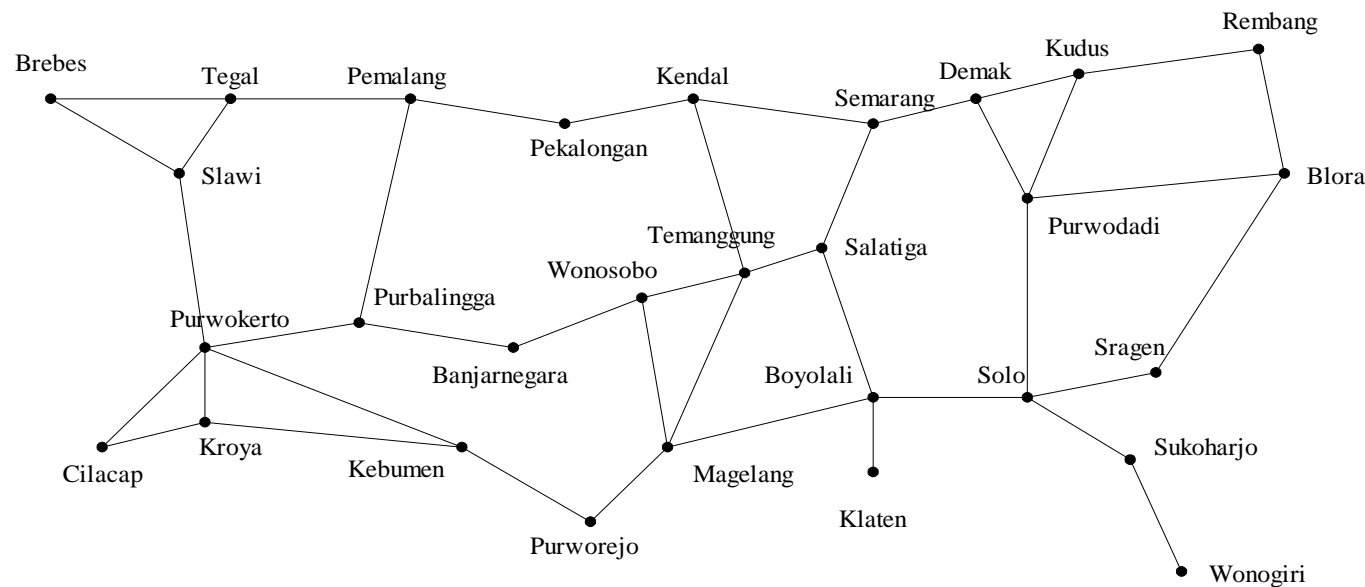 Rembang
Kudus
Brebes
Tegal
Pemalang
Kendal
Demak
Semarang
Pekalongan
Slawi
Blora
Purwodadi
Temanggung
Salatiga
Wonosobo
Purbalingga
Purwokerto
Sragen
Banjarnegara
Boyolali
Solo
Kroya
Sukoharjo
Cilacap
Kebumen
Magelang
Klaten
Purworejo
Wonogiri